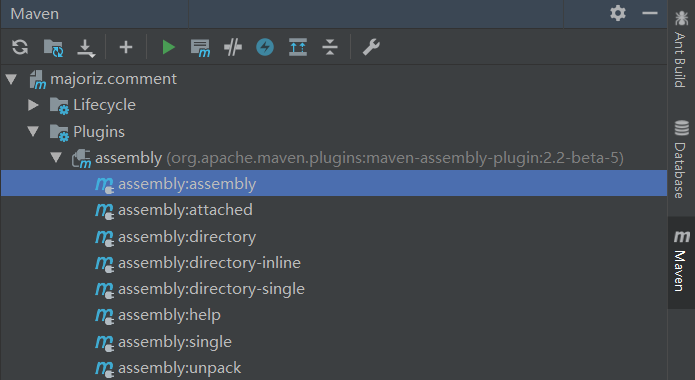 Maven
majoriz.comment
Lifecycle
Plugins
assembly (org.apache.maven.plugins:maven-assembly-plugin:2.2-beta-5)
assembly:assembly
assembly:attached
assembly:directory
assembly:directory-inline
assembly:directory-single
assembly:help
assembly:single
assembly:unpack
Ant Build
Database
Maven